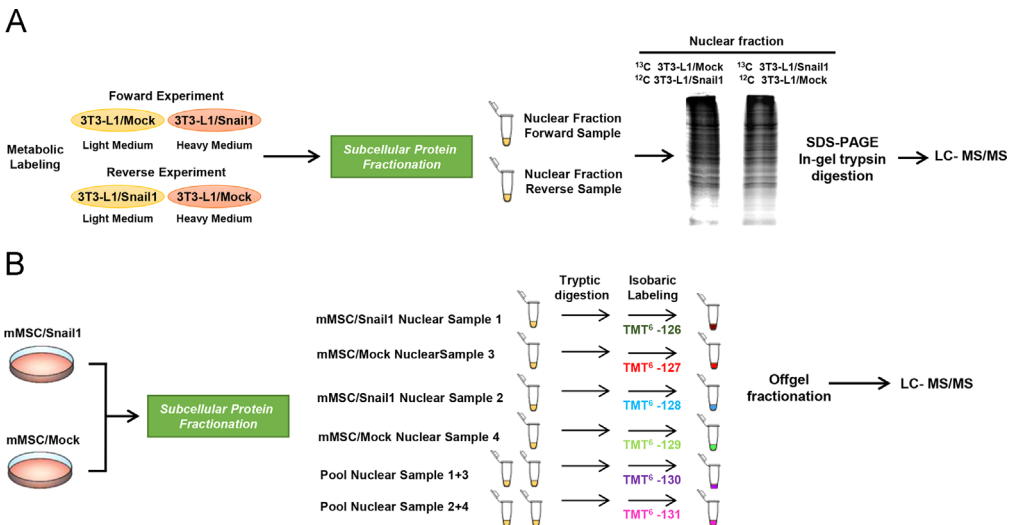 A
Nuclear fraction
¹³C 3T3-L1/Mock
¹²C 3T3-L1/Snail1
¹³C 3T3-L1/Snail1
¹²C 3T3-L1/Mock
Metabolic
Labeling
Foward Experiment
3T3-L1/Mock
3T3-L1/Snail1
Light Medium
Heavy Medium
Reverse Experiment
3T3-L1/Snail1
3T3-L1/Mock
Light Medium
Heavy Medium
Subcellular Protein
Fractionation
Nuclear Fraction
Forward Sample
Nuclear Fraction
Reverse Sample
SDS-PAGE
In-gel trypsin
digestion
LC- MS/MS
B
mMSC/Snail1
mMSC/Mock
Subcellular Protein
Fractionation
Tryptic
digestion
Isobaric
Labeling
mMSC/Snail1 Nuclear Sample 1
TMT⁶ -126
mMSC/Mock NuclearSample 3
TMT⁶ -127
mMSC/Snail1 Nuclear Sample 2
TMT⁶ -128
mMSC/Mock Nuclear Sample 4
TMT⁶ -129
Pool Nuclear Sample 1+3
TMT⁶ -130
Pool Nuclear Sample 2+4
TMT⁶ -131
Offgel
fractionation
LC- MS/MS